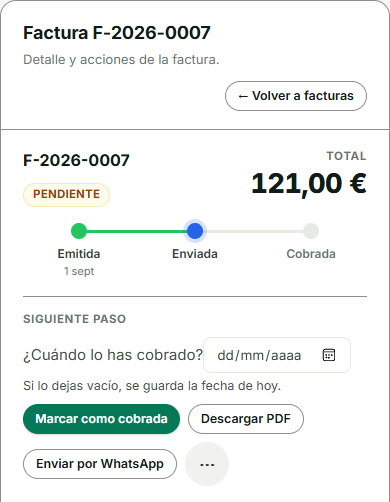 Factura F-2026-0007
Detalle y acciones de la factura.
← Volver a facturas
F-2026-0007
TOTAL
PENDIENTE
121,00 €
Emitida
Enviada
Cobrada
1 sept
SIGUIENTE PASO
¿Cuándo lo has cobrado? dd/mm/aaaa
Si lo dejas vacío, se guarda la fecha de hoy.
Marcar como cobrada
Descargar PDF
Enviar por WhatsApp
...